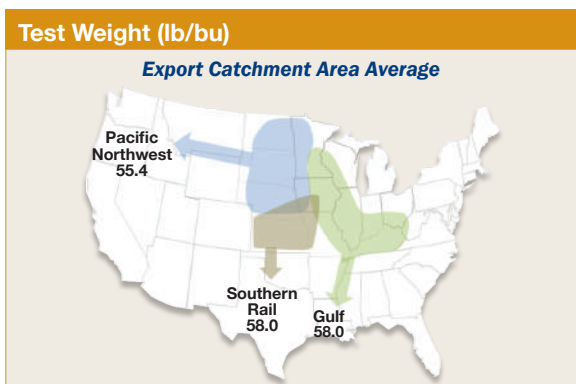 Test Weight (lb/bu)
Export Catchment Area Average
Pacific
Northwest
55.4
Southern
Rail
58.0
Gulf
58.0